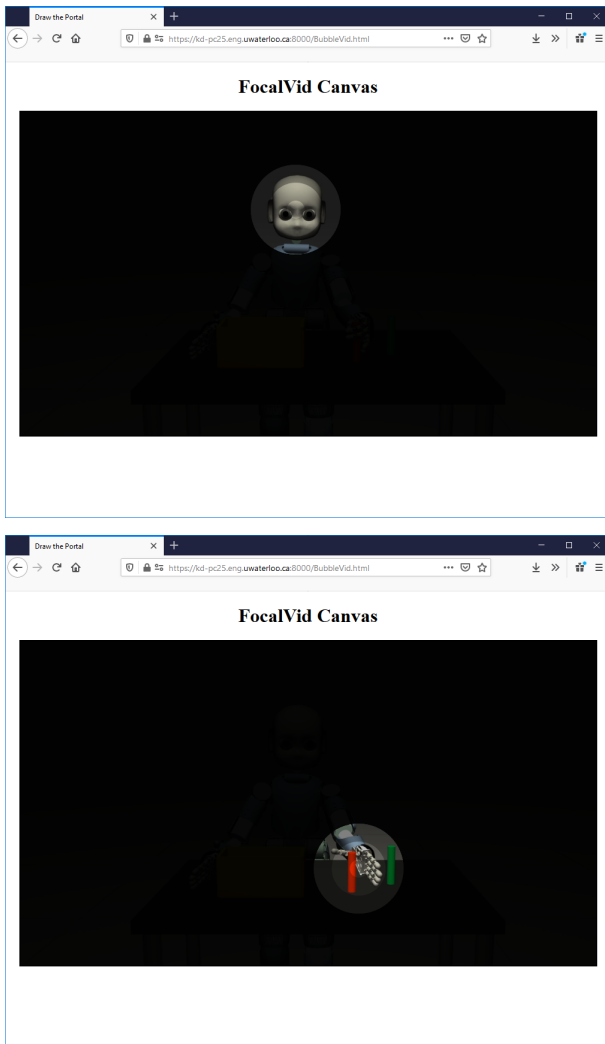 Draw the Portal
https://kd-pc25.eng.uwaterloo.ca:8000/BubbleVid.html
FocalVid Canvas
Draw the Portal
https://kd-pc25.eng.uwaterloo.ca:8000/BubbleVid.html
FocalVid Canvas